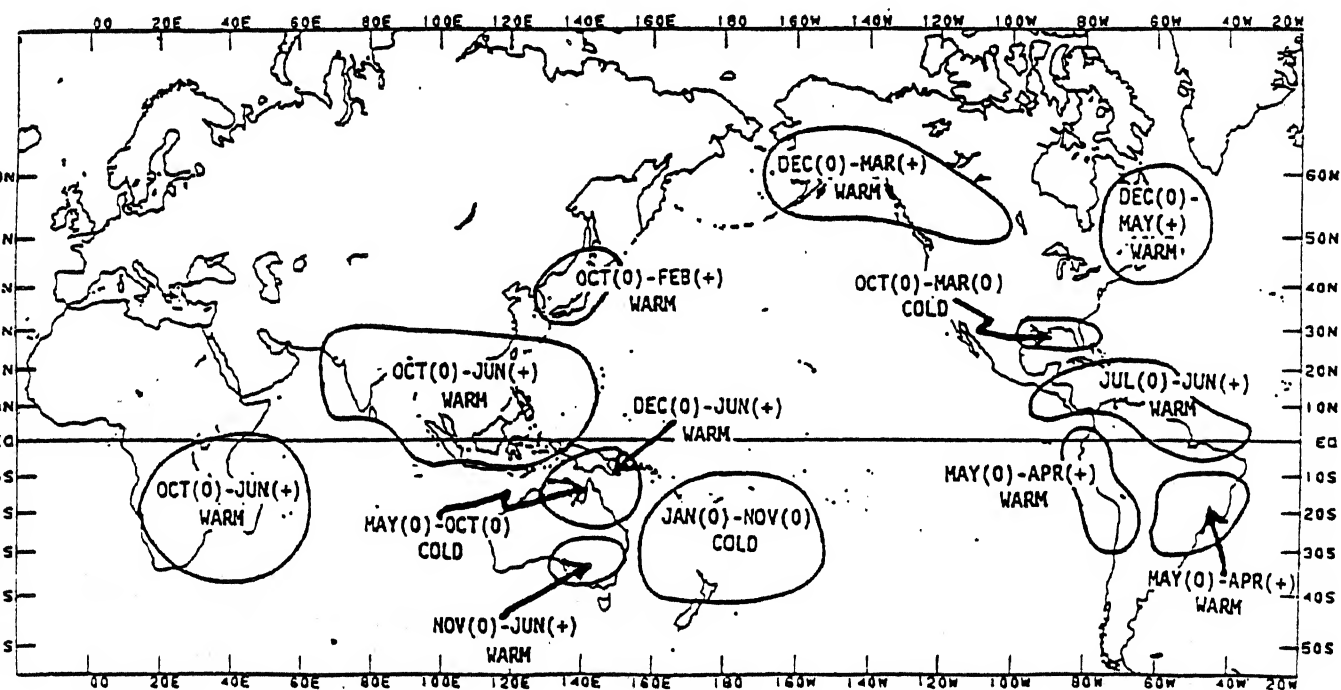 00 20E 40E 60E 80E 100E 120E 140E 160E 180 160W 140W 120W 100W 80W 60W 40W 20W
DEC(0)-MAR(+)
WARM
DEC(0)-
MAY(+)
WARM
N 60N
N 50N
OCT(0)-FEB(+)
WARM
OCT(0)-MAR(0)
COLD
N 40N
N 30N
OCT(0)-JUN(+)
WARM
JUL(0)-JUN(+)
WARM
N 20N
0N 10N
DEC(0)-JUN(+)
WARM
EQ
OCT(0)-JUN(+)
WARM
MAY(0)-APR(+)
WARM
0S 10S
MAY(0)-OCT(0)
COLD
JAN(0)-NOV(0)
COLD
S 20S
S 30S
MAY(0)-APR(+)
WARM
S 40S
NOV(0)-JUN(+)
WARM
S 50S
00 20E 40E 60E 80E 100E 120E 140E 160E 180 160W 140W 120W 100W 80W 60W 40W 20W